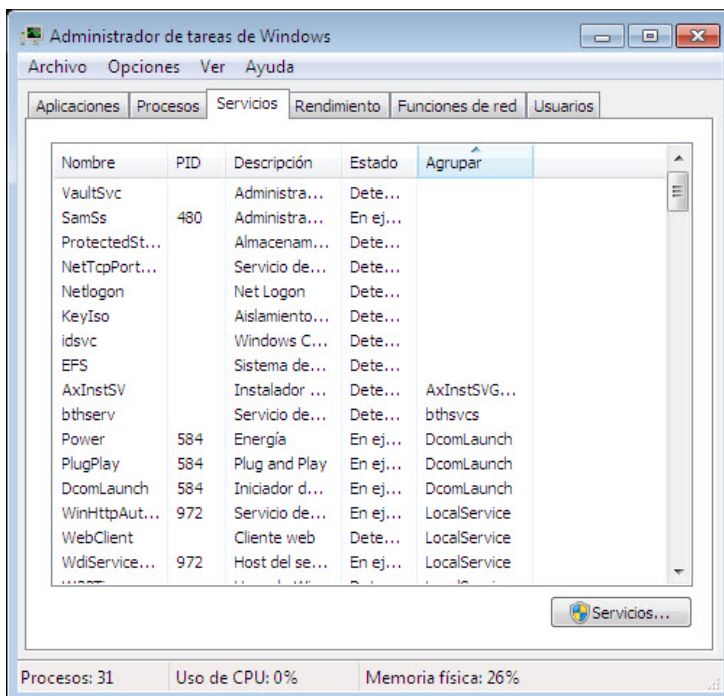 Administrador de tareas de Windows
Archivo Opciones Ver Ayuda
Aplicaciones Procesos Servicios Rendimiento Funciones de red Usuarios
Nombre PID Descripción Estado Agrupar
VaultSvc Administra... Dete...
SamSs 480 Administra... En ej...
ProtectedSt... Almacenam... Dete...
NetTcpPort... Servicio de... Dete...
Netlogon Net Logon Dete...
KeyIso Aislamiento... Dete...
idsvc Windows C... Dete...
EFS Sistema de... Dete...
AxInstSV Instalador ... Dete... AxInstSVG...
bthserv Servicio de... Dete... bthsvcs
Power 584 Energía En ej... DcomLaunch
PlugPlay 584 Plug and Play En ej... DcomLaunch
DcomLaunch 584 Iniciador d... En ej... DcomLaunch
WinHttpAut... 972 Servicio de... En ej... LocalService
WebClient Cliente web Dete... LocalService
WdiService... 972 Host del se... En ej... LocalService
Servicios...
Procesos: 31 Uso de CPU: 0% Memoria física: 26%